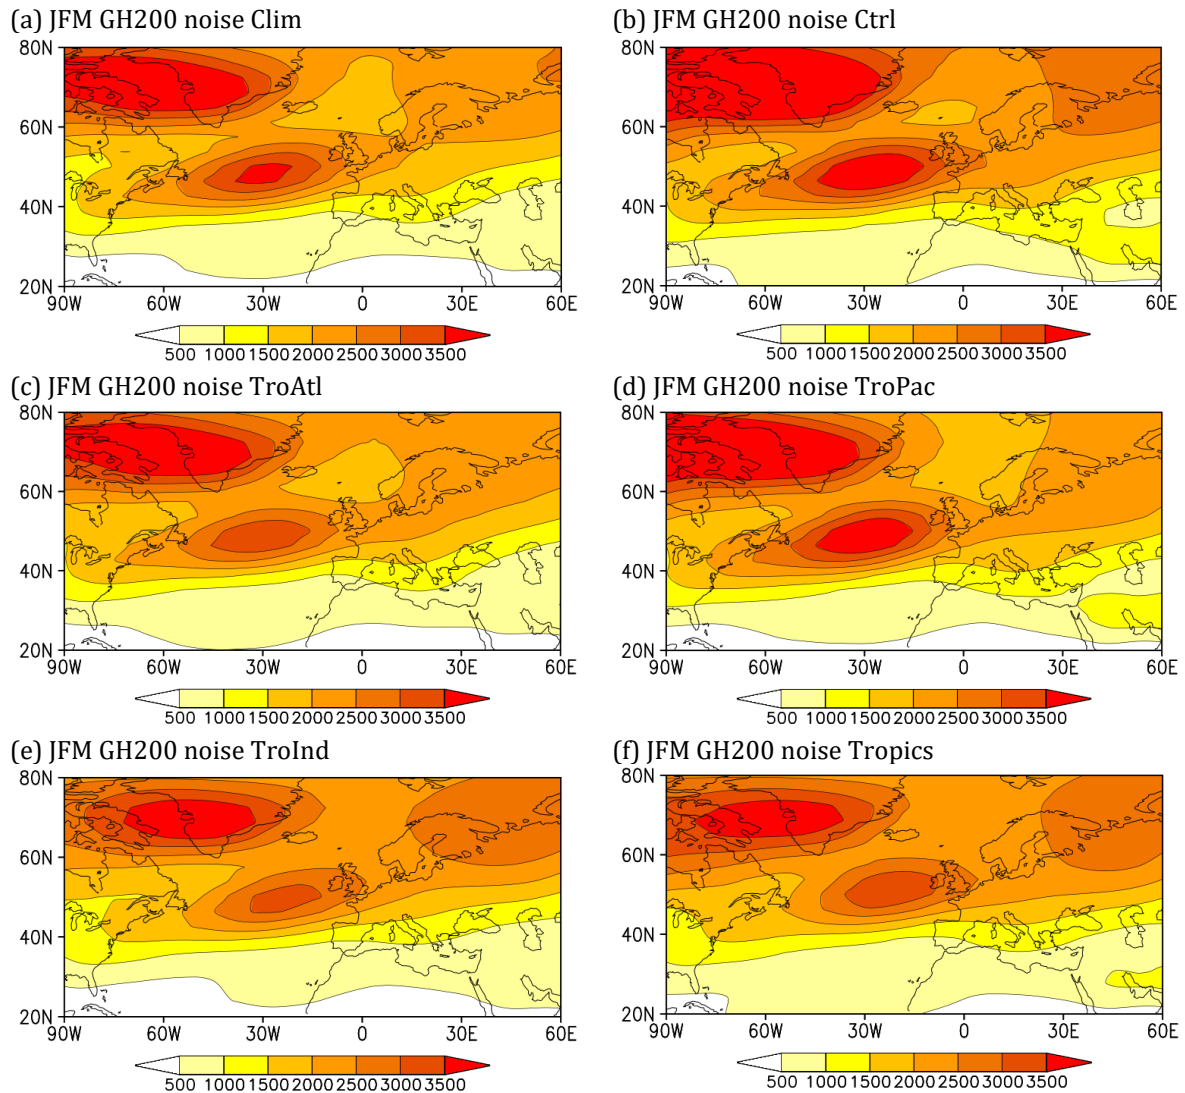 (a) JFM GH200 noise Clim
80N
60N
40N
20N
90W 60W 30W 0 30E 60E
500 1000 1500 2000 2500 3000 3500
(b) JFM GH200 noise Ctrl
80N
60N
40N
20N
90W 60W 30W 0 30E 60E
500 1000 1500 2000 2500 3000 3500
(c) JFM GH200 noise TroAtl
80N
60N
40N
20N
90W 60W 30W 0 30E 60E
500 1000 1500 2000 2500 3000 3500
(d) JFM GH200 noise TroPac
80N
60N
40N
20N
90W 60W 30W 0 30E 60E
500 1000 1500 2000 2500 3000 3500
(e) JFM GH200 noise TroInd
80N
60N
40N
20N
90W 60W 30W 0 30E 60E
500 1000 1500 2000 2500 3000 3500
(f) JFM GH200 noise Tropics
80N
60N
40N
20N
90W 60W 30W 0 30E 60E
500 1000 1500 2000 2500 3000 3500